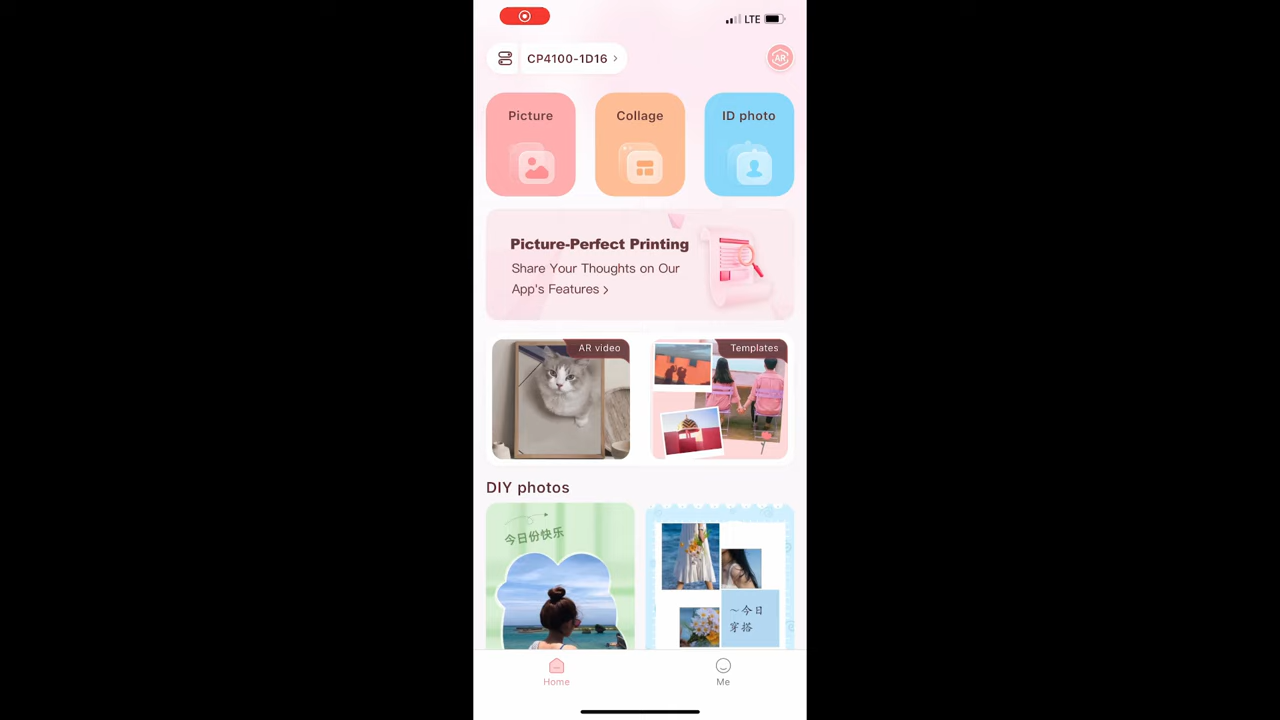 LTE
CP4100-1D16
AR
Picture
Collage
ID photo
Picture-Perfect Printing
Share Your Thoughts on Our
App's Features
AR video
Templates
DIY photos
今日份快乐
～今日
穿搭
Home
Me